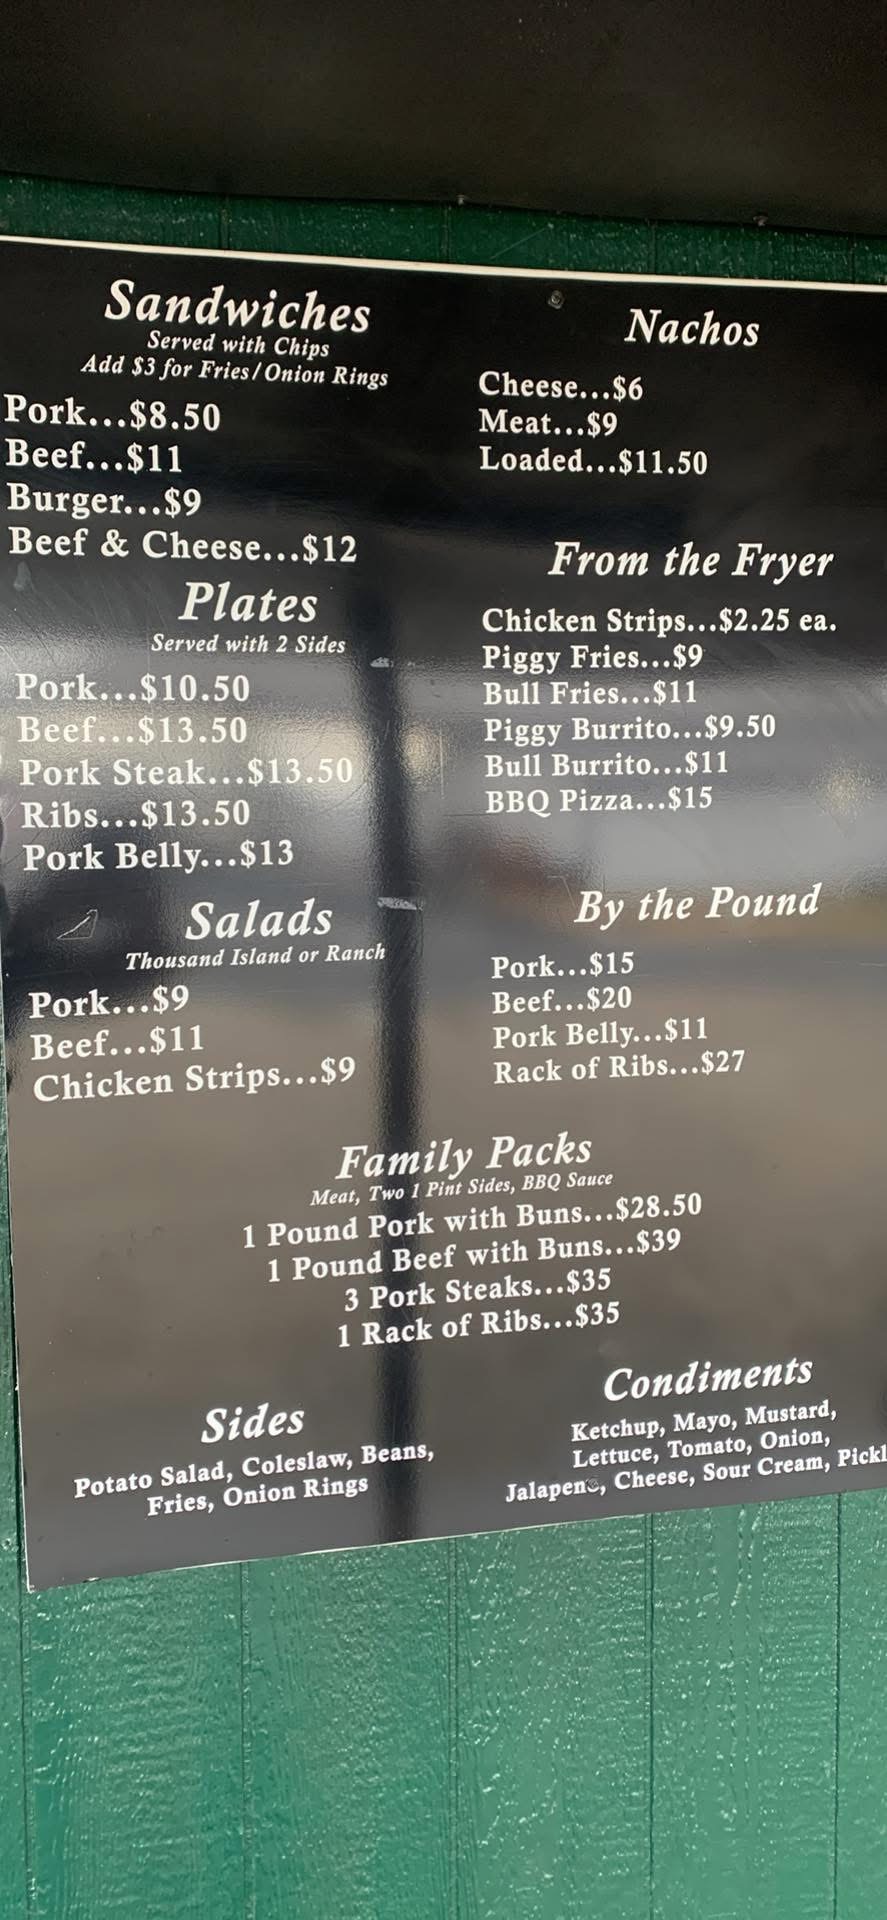 Sandwiches
Served with Chips
Add $3 for Fries/Onion Rings
Pork...$8.50
Beef...$11
Burger...$9
Beef & Cheese...$12
Plates
Served with 2 Sides
Pork...$10.50
Beef...$13.50
Pork Steak...$13.50
Ribs...$13.50
Pork Belly...$13
Salads
Thousand Island or Ranch
Pork...$9
Beef...$11
Chicken Strips...$9
Nachos
Cheese...$6
Meat...$9
Loaded...$11.50
From the Fryer
Chicken Strips...$2.25 ea.
Piggy Fries...$9
Bull Fries...$11
Piggy Burrito...$9.50
Bull Burrito...$11
BBQ Pizza...$15
By the Pound
Pork...$15
Beef...$20
Pork Belly...$11
Rack of Ribs...$27
Family Packs
Meat, Two 1 Pint Sides, BBQ Sauce
1 Pound Pork with Buns...$28.50
1 Pound Beef with Buns...$39
3 Pork Steaks...$35
1 Rack of Ribs...$35
Sides
Potato Salad, Coleslaw, Beans,
Fries, Onion Rings
Condiments
Ketchup, Mayo, Mustard,
Lettuce, Tomato, Onion,
Jalapeno, Cheese, Sour Cream, Pickl